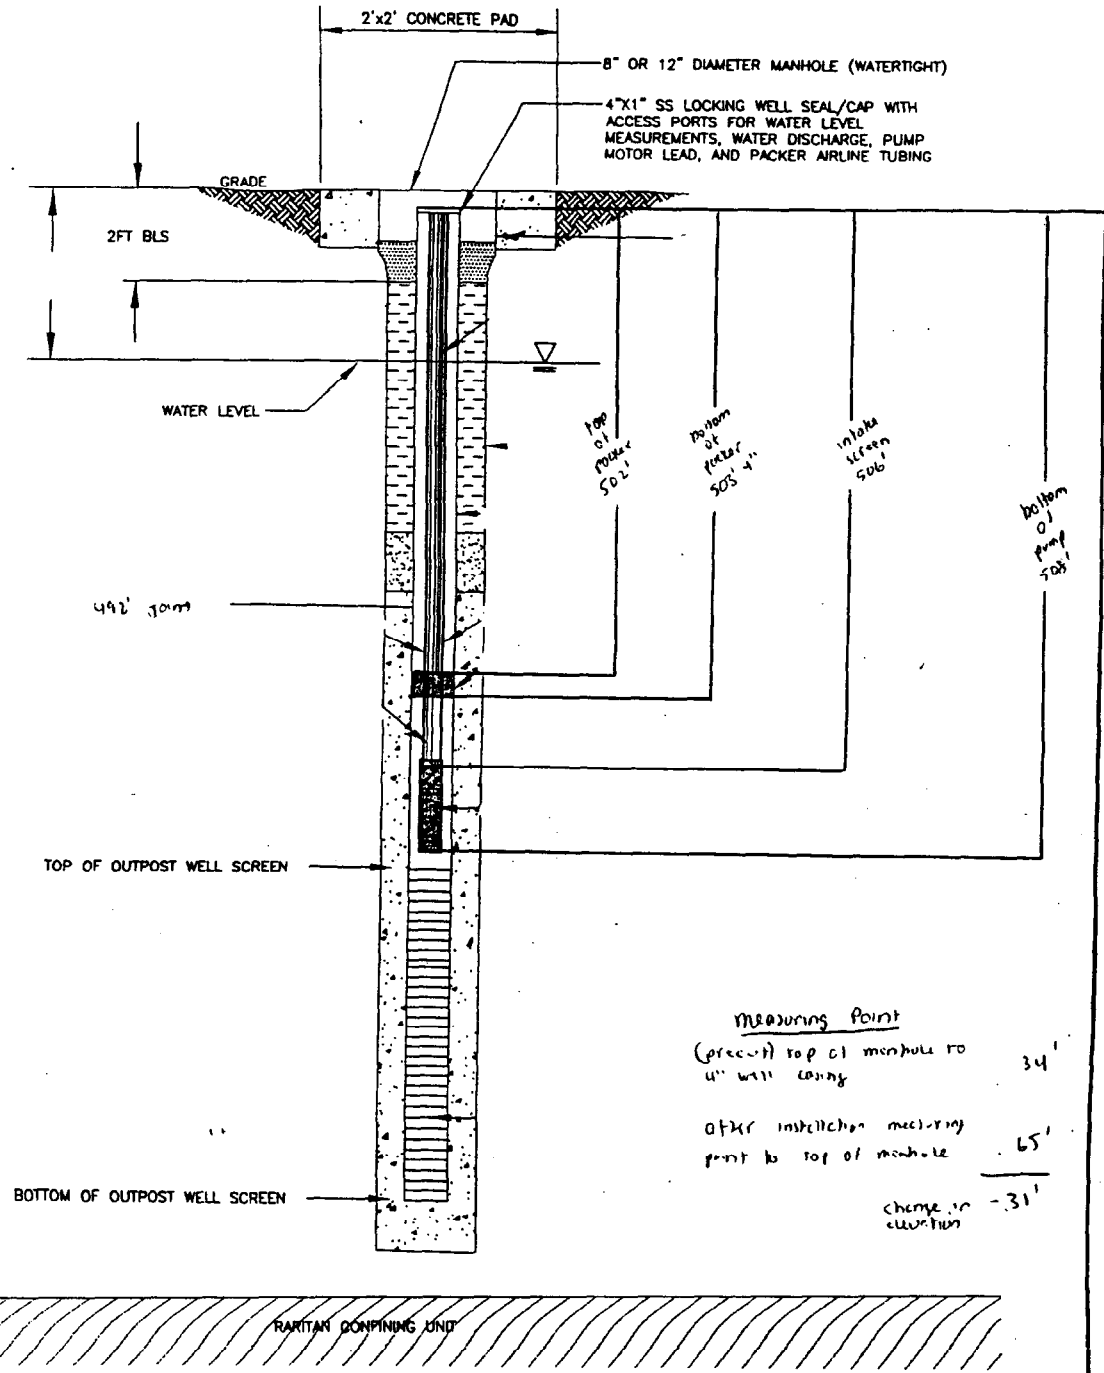 2'x2' CONCRETE PAD
8" OR 12" DIAMETER MANHOLE (WATERTIGHT)
4"X1" SS LOCKING WELL SEAL/CAP WITH
ACCESS PORTS FOR WATER LEVEL
MEASUREMENTS, WATER DISCHARGE, PUMP
MOTOR LEAD, AND PACKER AIRLINE TUBING
GRADE
2FT BLS
WATER LEVEL
top
of
packer
502'
bottom
of
packer
503' 4"
intake
screen
506'
bottom
of
pump
508'
492' Joint
TOP OF OUTPOST WELL SCREEN
measuring Point
(precut) top of manhole to
4" well casing
34'
after installation measuring
point to top of manhole
.65'
change in
elevation
-.31'
BOTTOM OF OUTPOST WELL SCREEN
RARITAN CONFINING UNIT